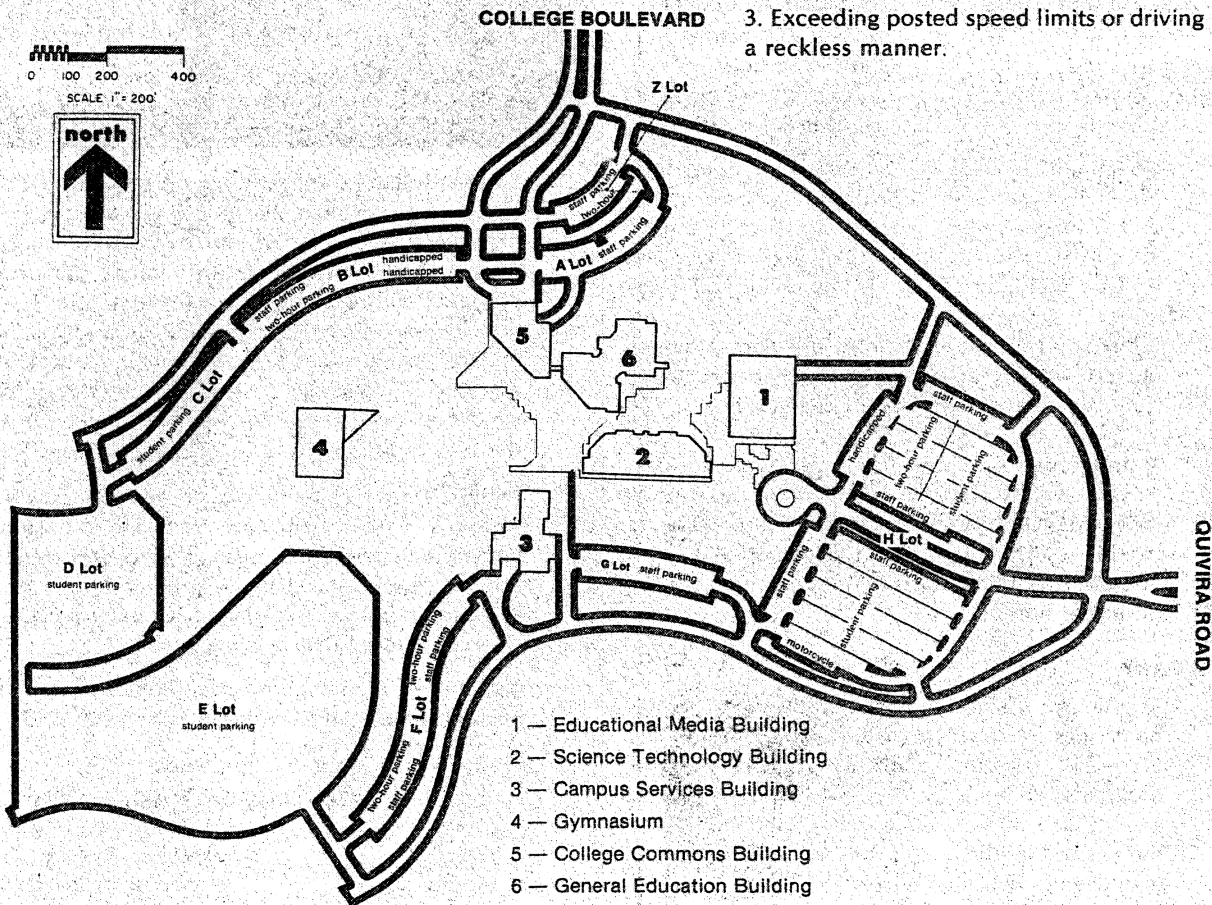 COLLEGE BOULEVARD
3. Exceeding posted speed limits or driving
a reckless manner.
0 100 200 400
SCALE 1" = 200'
north
Z Lot
staff parking
two-hour
A Lot staff parking
B Lot
handicapped
handicapped
staff parking
two-hour parking
C Lot
student parking
5
6
1
4
2
3
staff parking
handicapped
two-hour parking
student parking
staff parking
H Lot
staff parking
staff parking
student parking
motorcycle
G Lot staff parking
QUIVIRA ROAD
D Lot
student parking
E Lot
student parking
two-hour parking
staff parking
F Lot
two-hour parking
staff parking
1 — Educational Media Building
2 — Science Technology Building
3 — Campus Services Building
4 — Gymnasium
5 — College Commons Building
6 — General Education Building